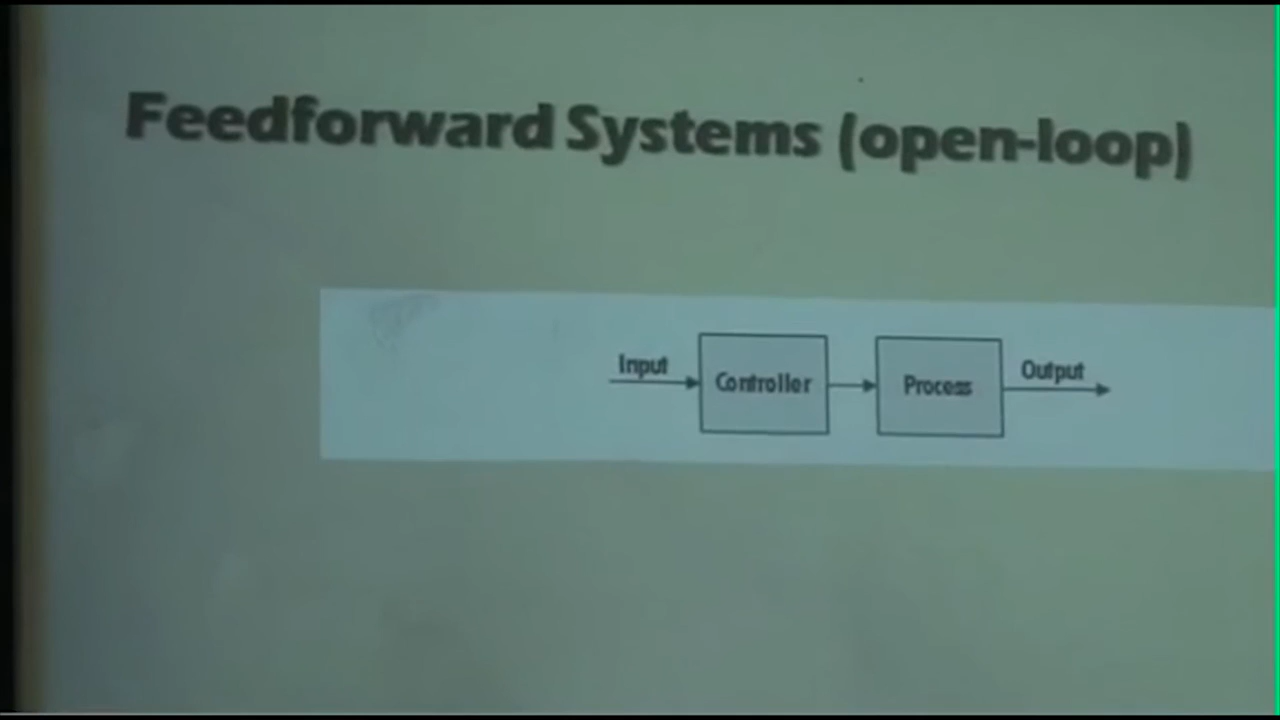 Feedforward Systems (open-loop)
Input
Controller
Process
Output